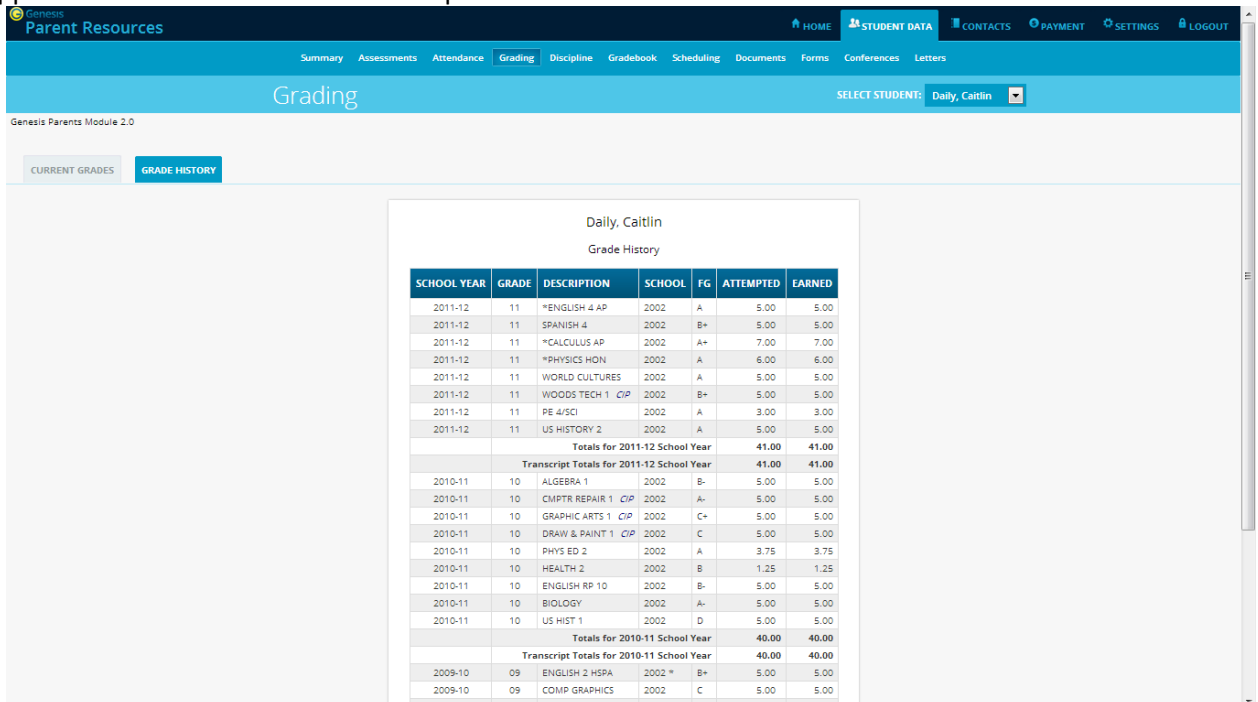 Genesis
Parent Resources
HOME STUDENT DATA CONTACTS PAYMENT SETTINGS LOGOUT
Summary Assessments Attendance Grading Discipline Gradebook Scheduling Documents Forms Conferences Letters
Grading SELECT STUDENT: Daily, Caitlin
Genesis Parents Module 2.0
CURRENT GRADES GRADE HISTORY
Daily, Caitlin
Grade History
SCHOOL YEAR GRADE DESCRIPTION SCHOOL FG ATTEMPTED EARNED
2011-12 11 *ENGLISH 4 AP 2002 A 5.00 5.00
2011-12 11 SPANISH 4 2002 B+ 5.00 5.00
2011-12 11 *CALCULUS AP 2002 A+ 7.00 7.00
2011-12 11 *PHYSICS HON 2002 A 6.00 6.00
2011-12 11 WORLD CULTURES 2002 A 5.00 5.00
2011-12 11 WOODS TECH 1 CIP 2002 B+ 5.00 5.00
2011-12 11 PE 4/SCI 2002 A 3.00 3.00
2011-12 11 US HISTORY 2 2002 A 5.00 5.00
Totals for 2011-12 School Year 41.00 41.00
Transcript Totals for 2011-12 School Year 41.00 41.00
2010-11 10 ALGEBRA 1 2002 B- 5.00 5.00
2010-11 10 CMPTR REPAIR 1 CIP 2002 A- 5.00 5.00
2010-11 10 GRAPHIC ARTS 1 CIP 2002 C+ 5.00 5.00
2010-11 10 DRAW & PAINT 1 CIP 2002 C 5.00 5.00
2010-11 10 PHYS ED 2 2002 A 3.75 3.75
2010-11 10 HEALTH 2 2002 B 1.25 1.25
2010-11 10 ENGLISH RP 10 2002 B- 5.00 5.00
2010-11 10 BIOLOGY 2002 A- 5.00 5.00
2010-11 10 US HIST 1 2002 D 5.00 5.00
Totals for 2010-11 School Year 40.00 40.00
Transcript Totals for 2010-11 School Year 40.00 40.00
2009-10 09 ENGLISH 2 HSPA 2002 * B+ 5.00 5.00
2009-10 09 COMP GRAPHICS 2002 C 5.00 5.00